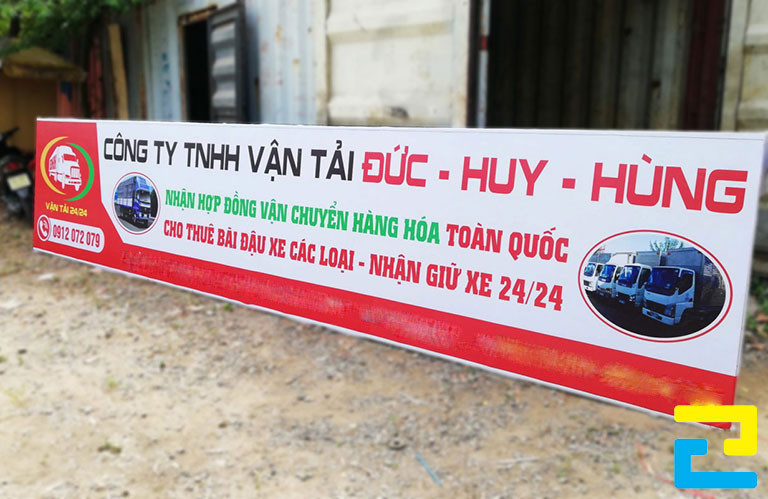 CÔNG TY TNHH VẬN TẢI ĐỨC - HUY - HÙNG
VẬN TẢI 24/24
0912 072 079
NHẬN HỢP ĐỒNG VẬN CHUYỂN HÀNG HÓA TOÀN QUỐC
CHO THUÊ BÀI ĐẬU XE CÁC LOẠI - NHẬN GIỮ XE 24/24